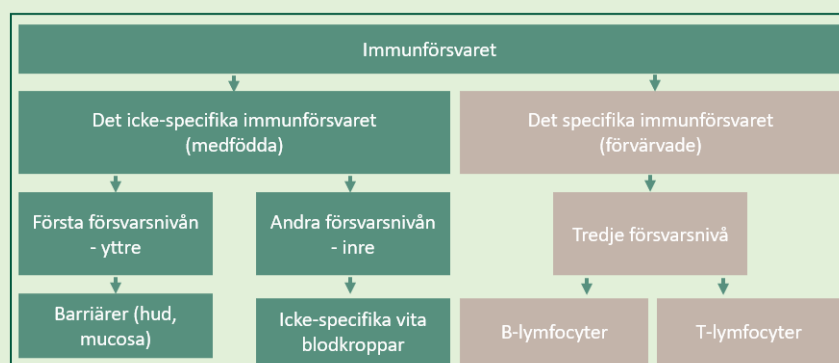 Immunförsvaret
Det icke-specifika immunförsvaret
(medfödda)
Det specifika immunförsvaret
(förvärvade)
Första försvarsnivån
- yttre
Andra försvarsnivån
- inre
Tredje försvarsnivå
Barriärer (hud,
mucosa)
Icke-specifika vita
blodkroppar
B-lymfocyter
T-lymfocyter